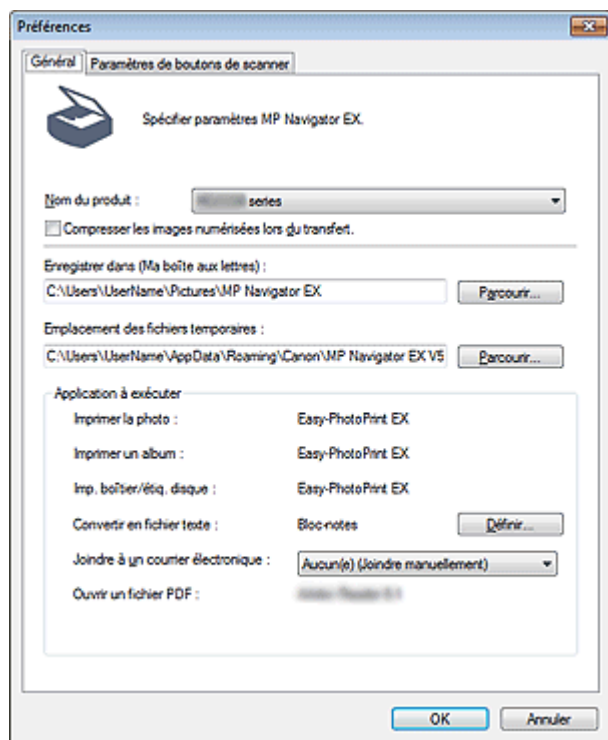 Préférences
Général Paramètres de boutons de scanner
Spécifier paramètres MP Navigator EX.
Nom du produit : series
Compresser les images numérisées lors du transfert.
Enregistrer dans (Ma boîte aux lettres) :
C:\Users\UserName\Pictures\MP Navigator EX Parcourir...
Emplacement des fichiers temporaires :
C:\Users\UserName\AppData\Roaming\Canon\MP Navigator EX V5 Parcourir...
Application à exécuter
Imprimer la photo : Easy-PhotoPrint EX
Imprimer un album : Easy-PhotoPrint EX
Imp. boîtier/étiq. disque : Easy-PhotoPrint EX
Convertir en fichier texte : Bloc-notes Définir...
Joindre à un courrier électronique : Aucun(e) (Joindre manuellement)
Ouvrir un fichier PDF :
OK Annuler